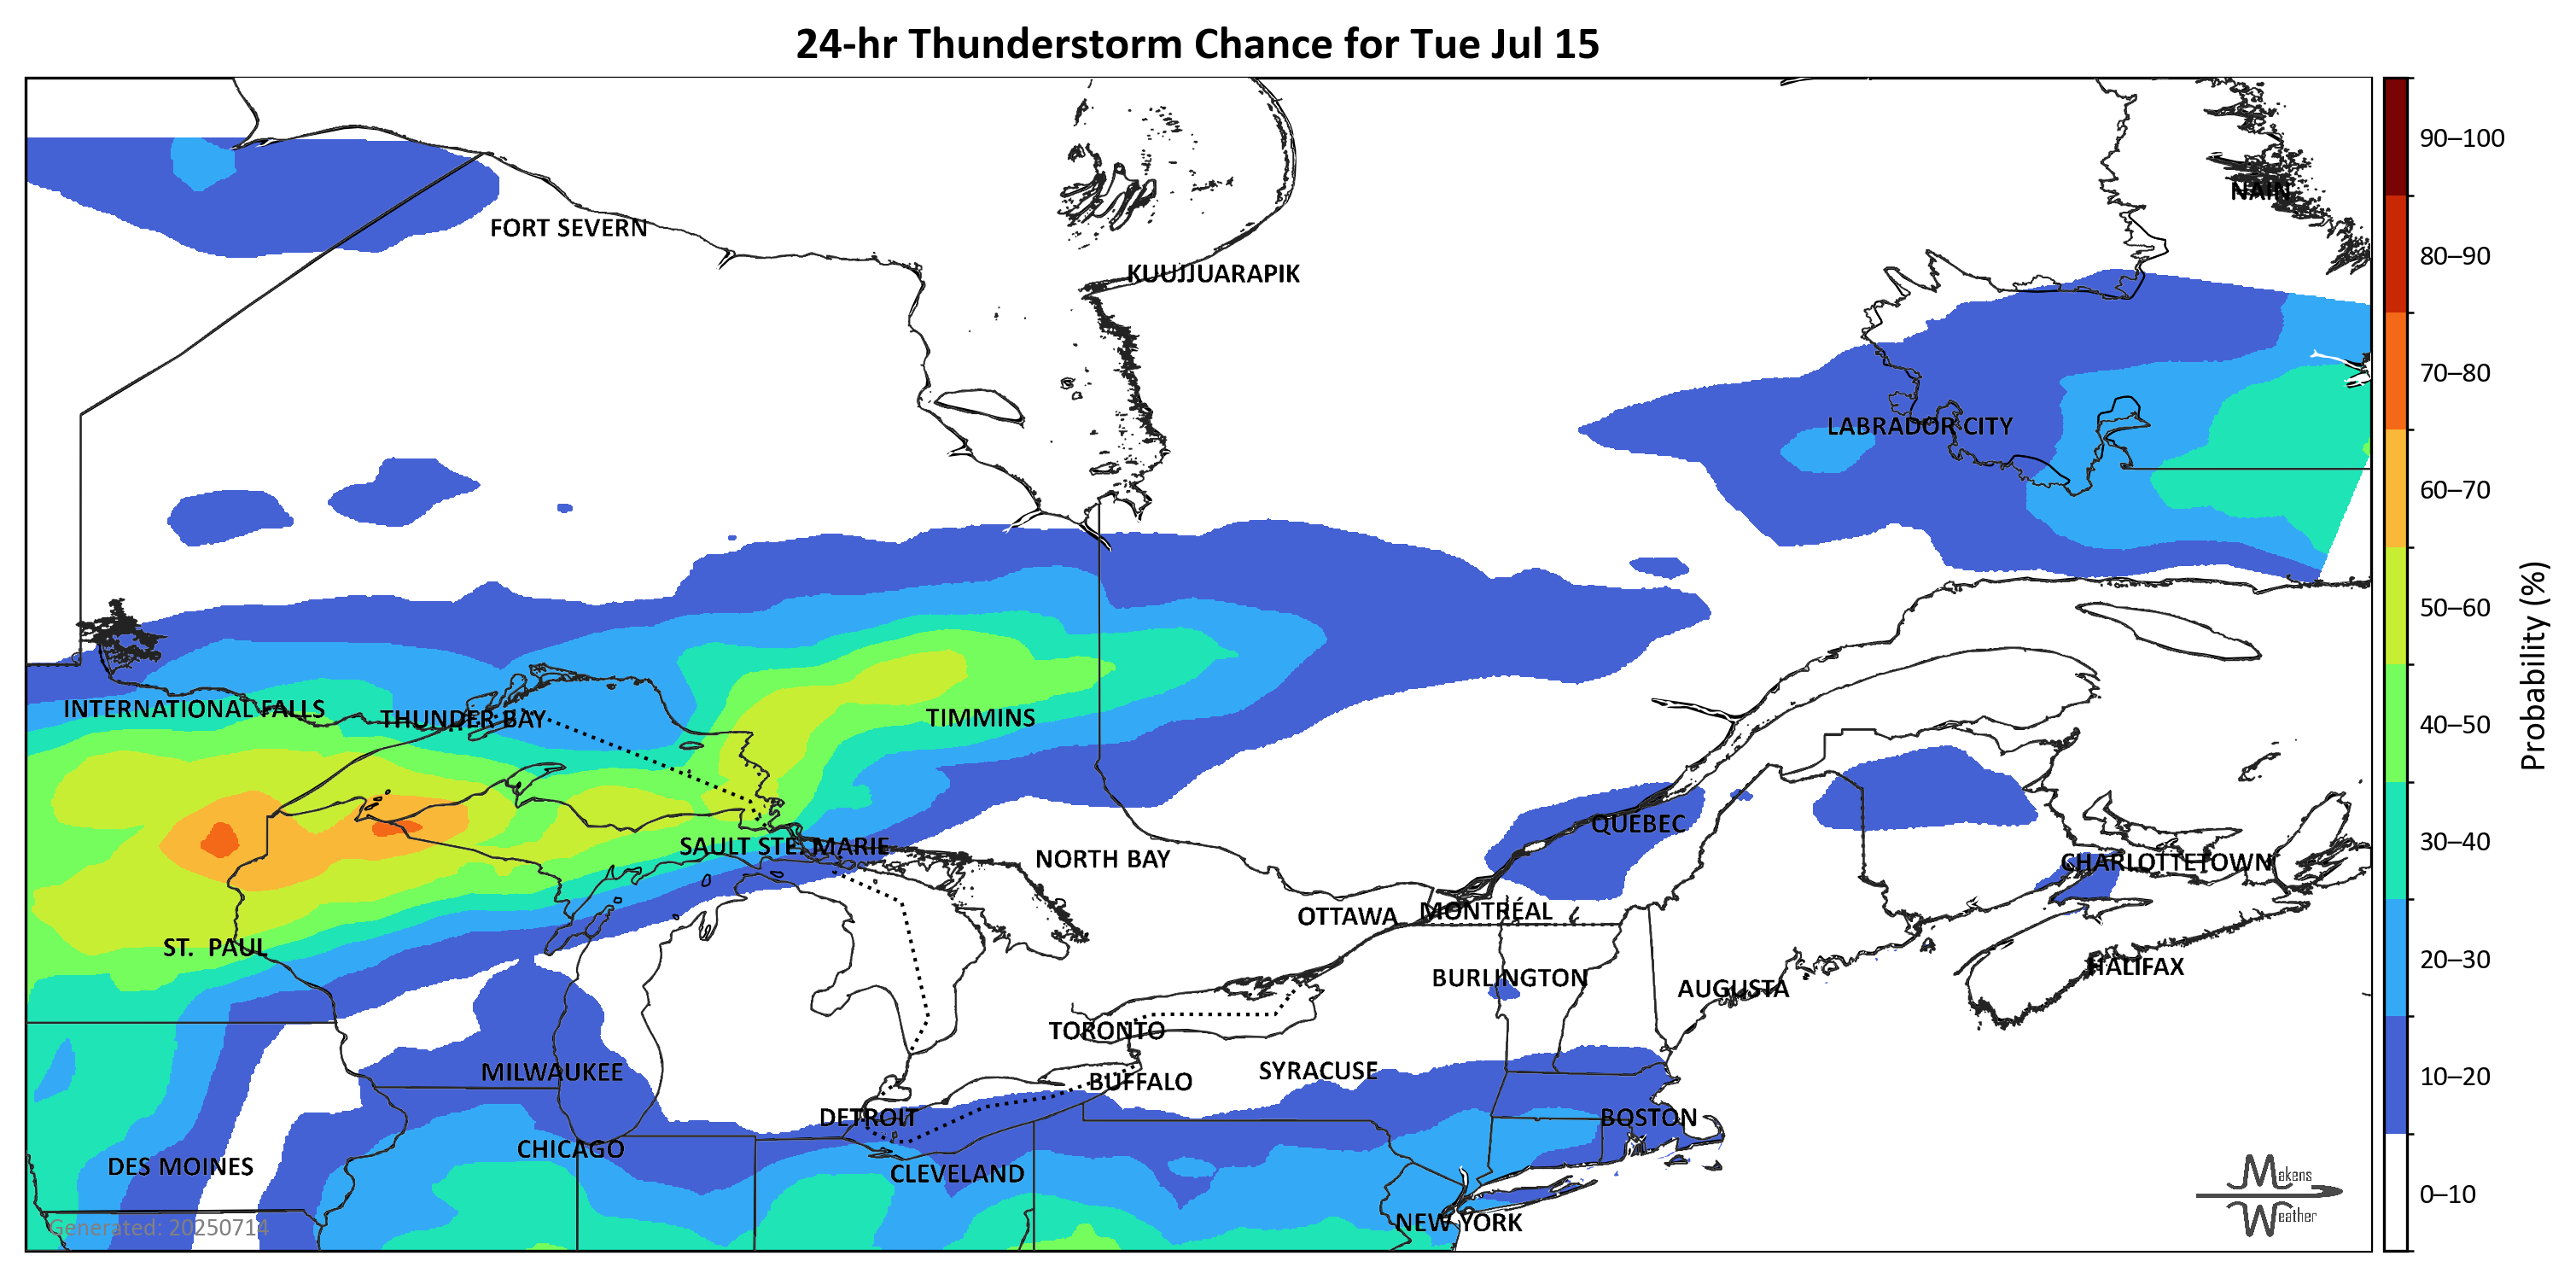 24-hr Thunderstorm Chance for Tue Jul 15
90–100
NAIN
FORT SEVERN
80–90
KUUJJUARAPIK
70–80
LABRADOR CITY
60–70
50–60
Probability (%)
INTERNATIONAL FALLS
THUNDER BAY
TIMMINS
40–50
QUEBEC
SAULT STE. MARIE
30–40
NORTH BAY
CHARLOTTETOWN
OTTAWA
MONTRÉAL
ST. PAUL
20–30
HALIFAX
BURLINGTON
AUGUSTA
TORONTO
MILWAUKEE
SYRACUSE
10–20
BUFFALO
DETROIT
BOSTON
CHICAGO
DES MOINES
CLEVELAND
Makens
Weather
0–10
NEW YORK
Generated: 20250714